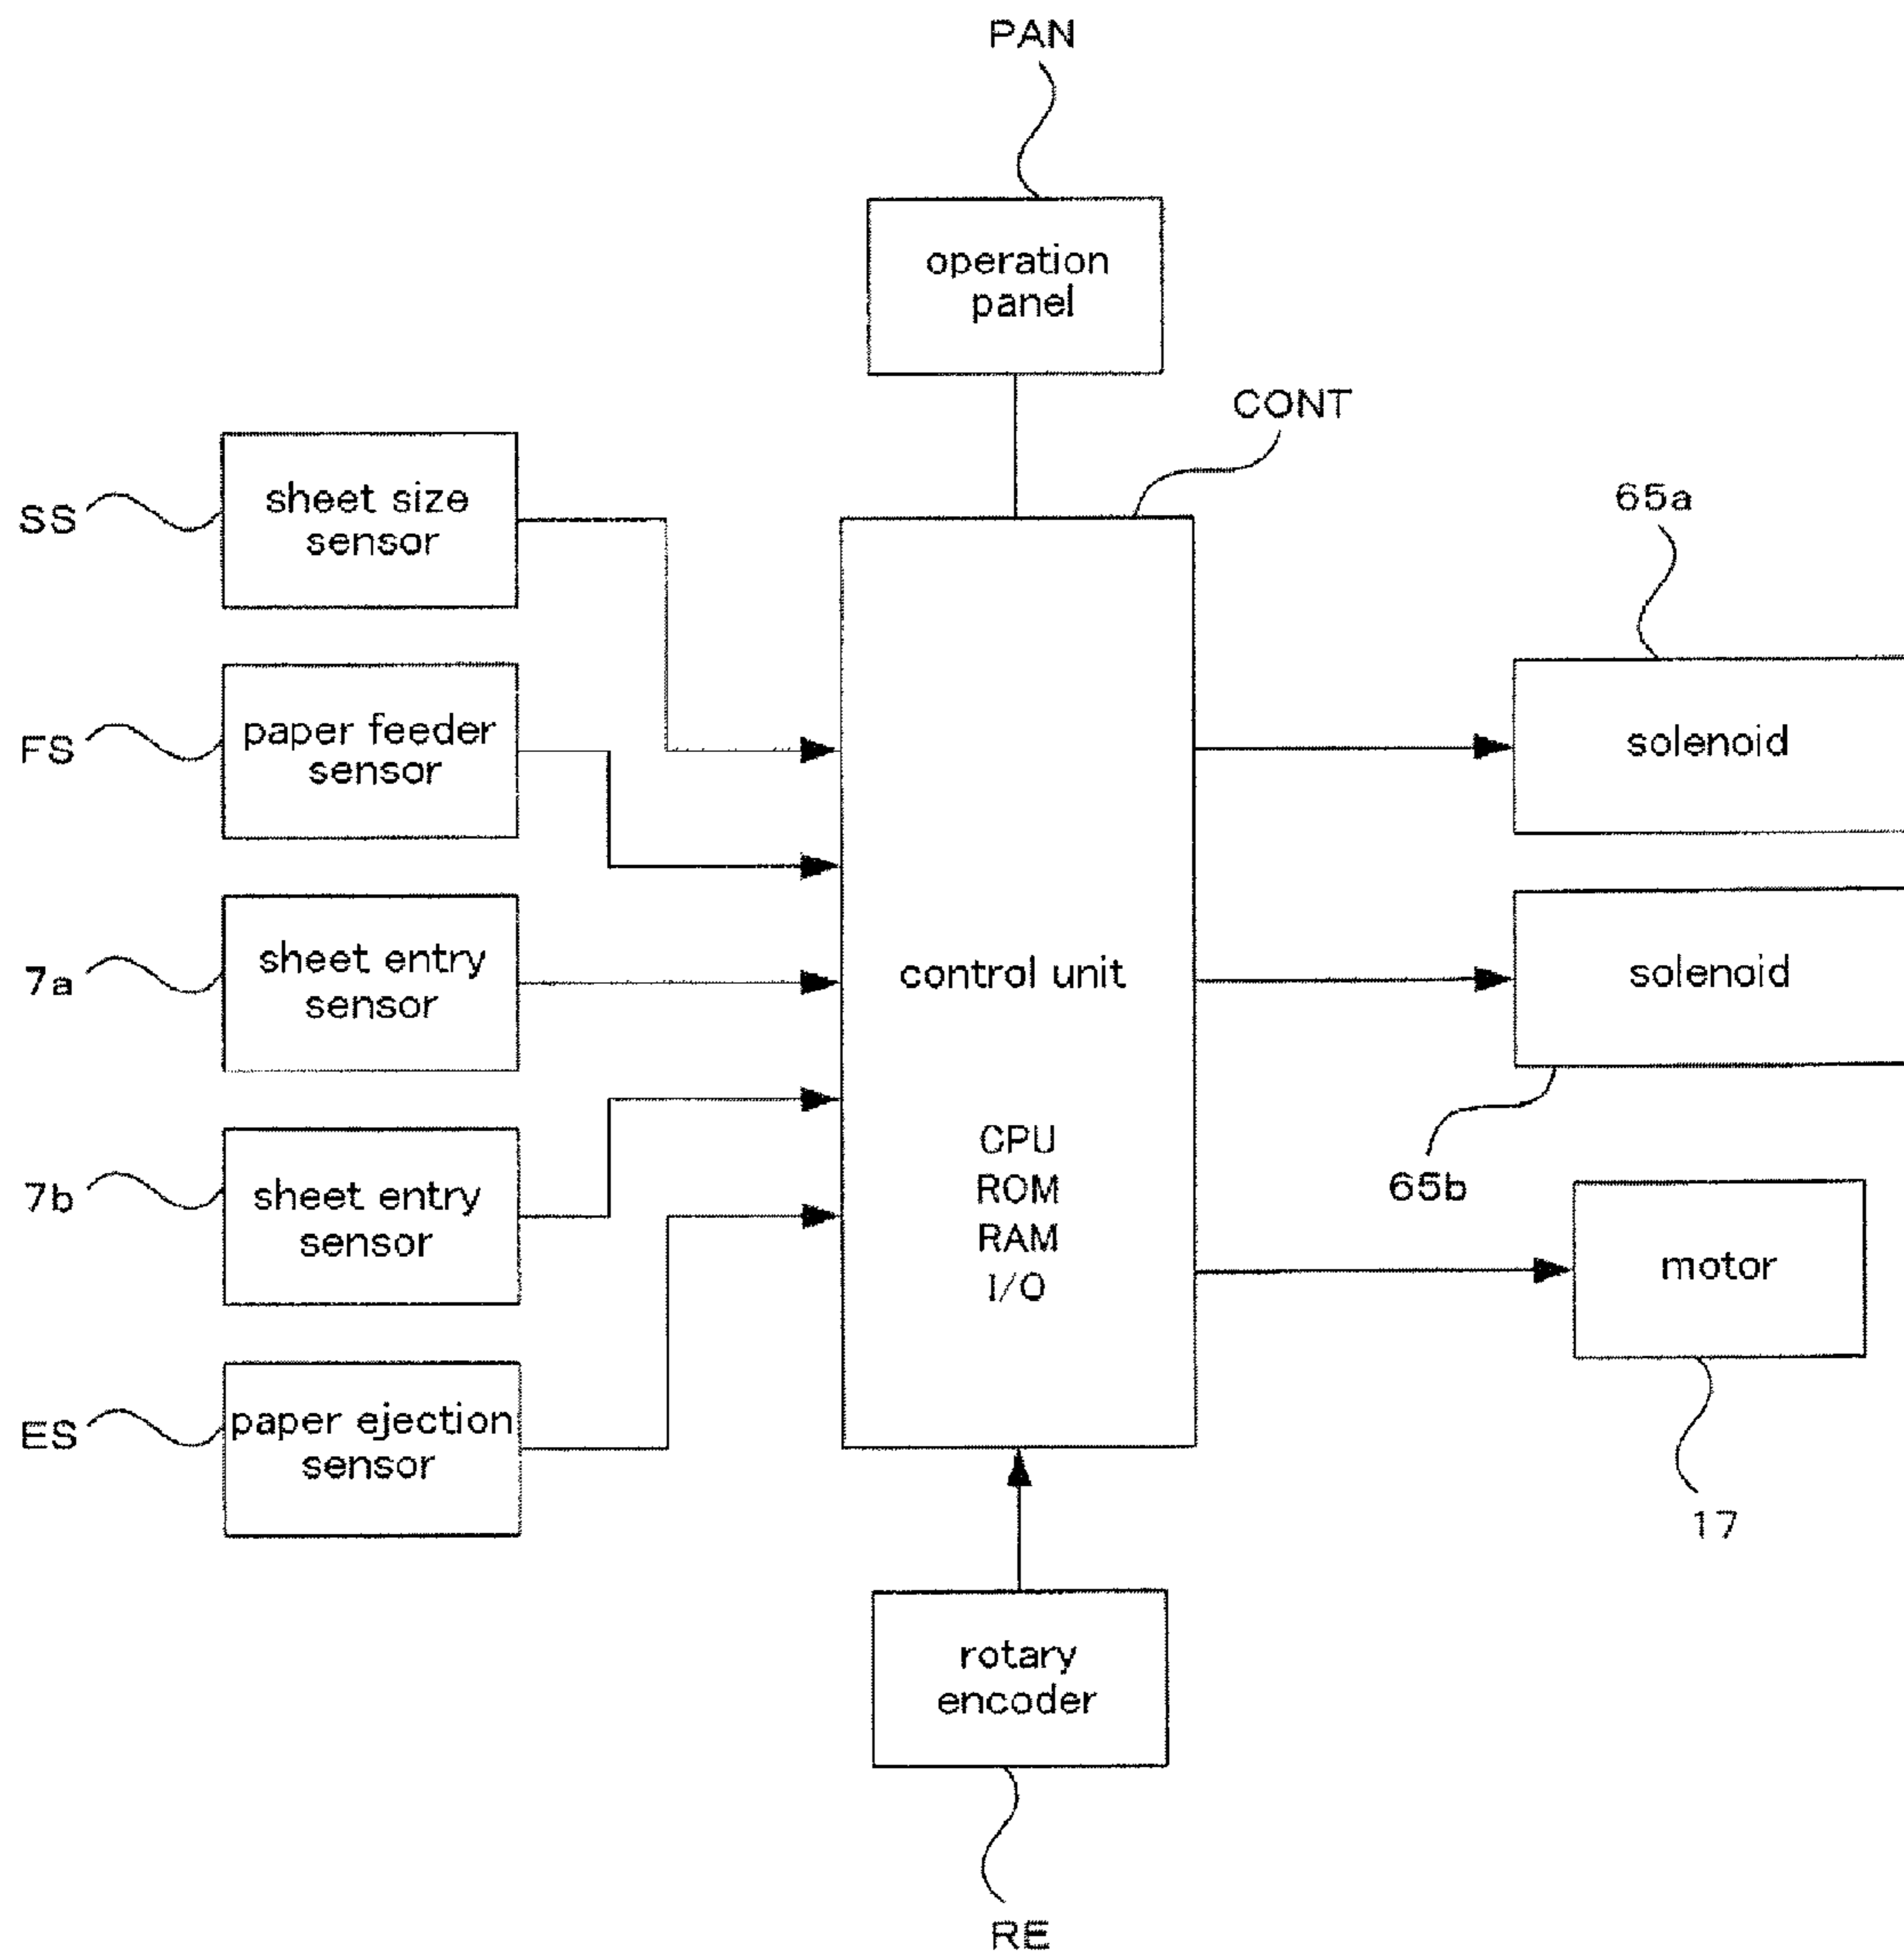 PAN
operation
panel
CONT
SS
sheet size
sensor
65a
FS
paper feeder
sensor
solenoid
7a
sheet entry
sensor
control unit
solenoid
CPU
ROM
RAM
I/O
7b
sheet entry
sensor
65b
motor
ES
paper ejection
sensor
17
rotary
encoder
RE